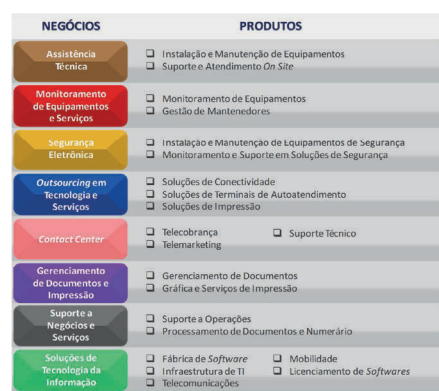 NEGÓCIOS PRODUTOS
Assistência
Técnica
Instalação e Manutenção de Equipamentos
Suporte e Atendimento On Site
Monitoramento
de Equipamentos
e Serviços
Monitoramento de Equipamentos
Gestão de Mantenedores
Segurança
Eletrônica
Instalação e Manutenção de Equipamentos de Segurança
Monitoramento e Suporte em Soluções de Segurança
Outsourcing em
Tecnologia e
Serviços
Soluções de Conectividade
Soluções de Terminais de Autoatendimento
Soluções de Impressão
Contact Center
Telecobrança Suporte Técnico
Telemarketing
Gerenciamento
de Documentos e
Impressão
Gerenciamento de Documentos
Gráfica e Serviços de Impressão
Suporte a
Negócios e
Serviços
Suporte a Operações
Processamento de Documentos e Numerário
Soluções de
Tecnologia da
Informação
Fábrica de Software Mobilidade
Infraestrutura de TI Licenciamento de Softwares
Telecomunicações